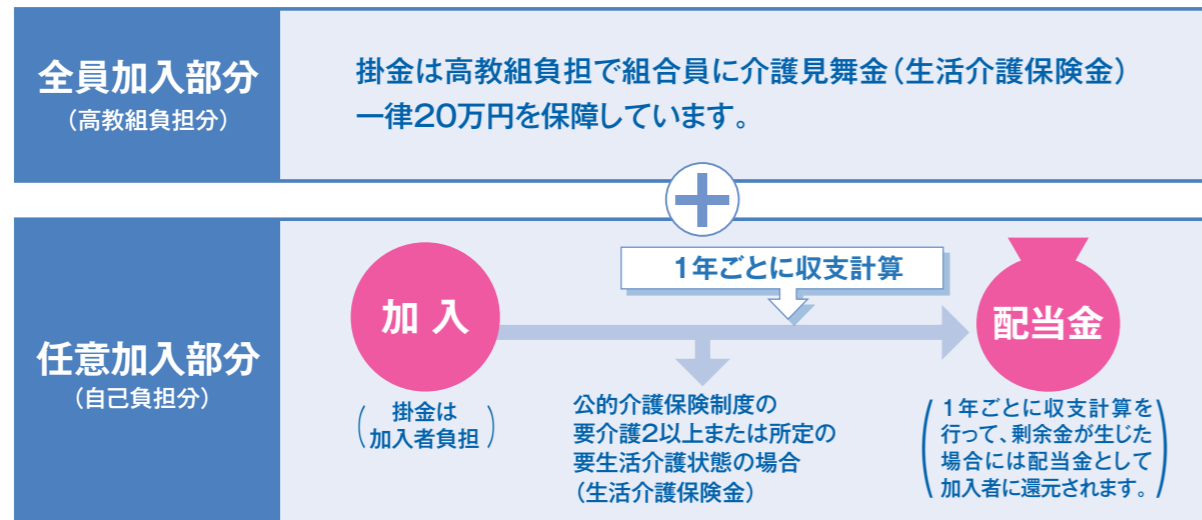 全員加入部分
（高教組負担分）
掛金は高教組負担で組合員に介護見舞金（生活介護保険金）
一律20万円を保障しています。
＋
任意加入部分
（自己負担分）
加入
掛金は
加入者負担
1年ごとに収支計算
公的介護保険制度の
要介護2以上または所定の
要生活介護状態の場合
（生活介護保険金）
配当金
1年ごとに収支計算を
行って、剰余金が生じた
場合には配当金として
加入者に還元されます。